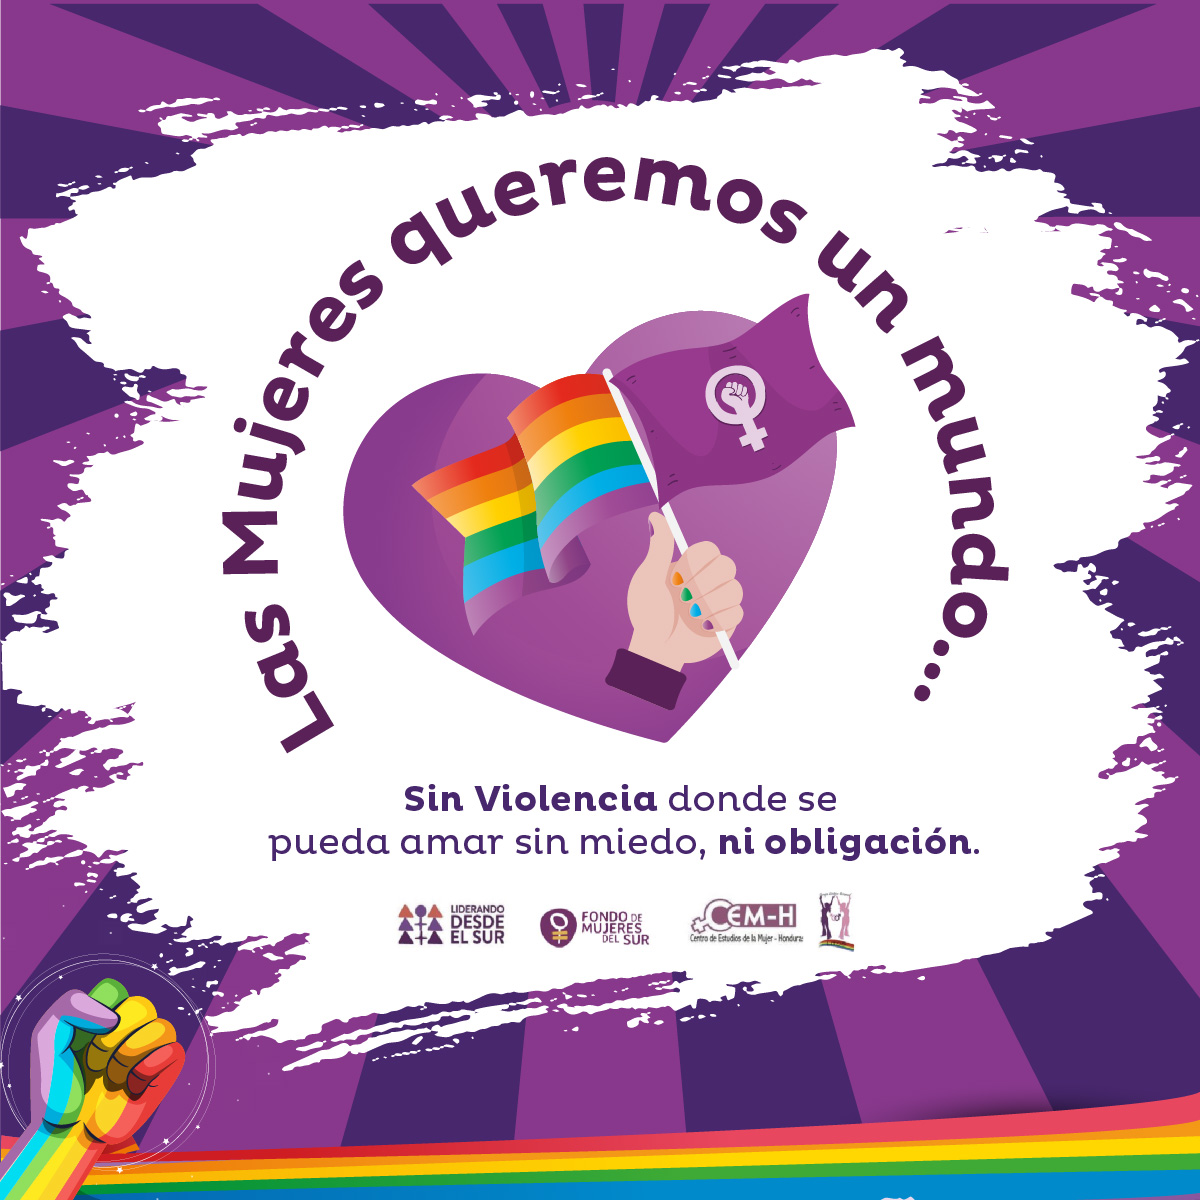 Las Mujeres queremos un mundo...
Sin Violencia donde se
pueda amar sin miedo, ni obligación.
LIDERANDO
DESDE
EL SUR
FONDO DE
MUJERES
DEL SUR
CEM-H
Centro de Estudios de la Mujer - Honduras